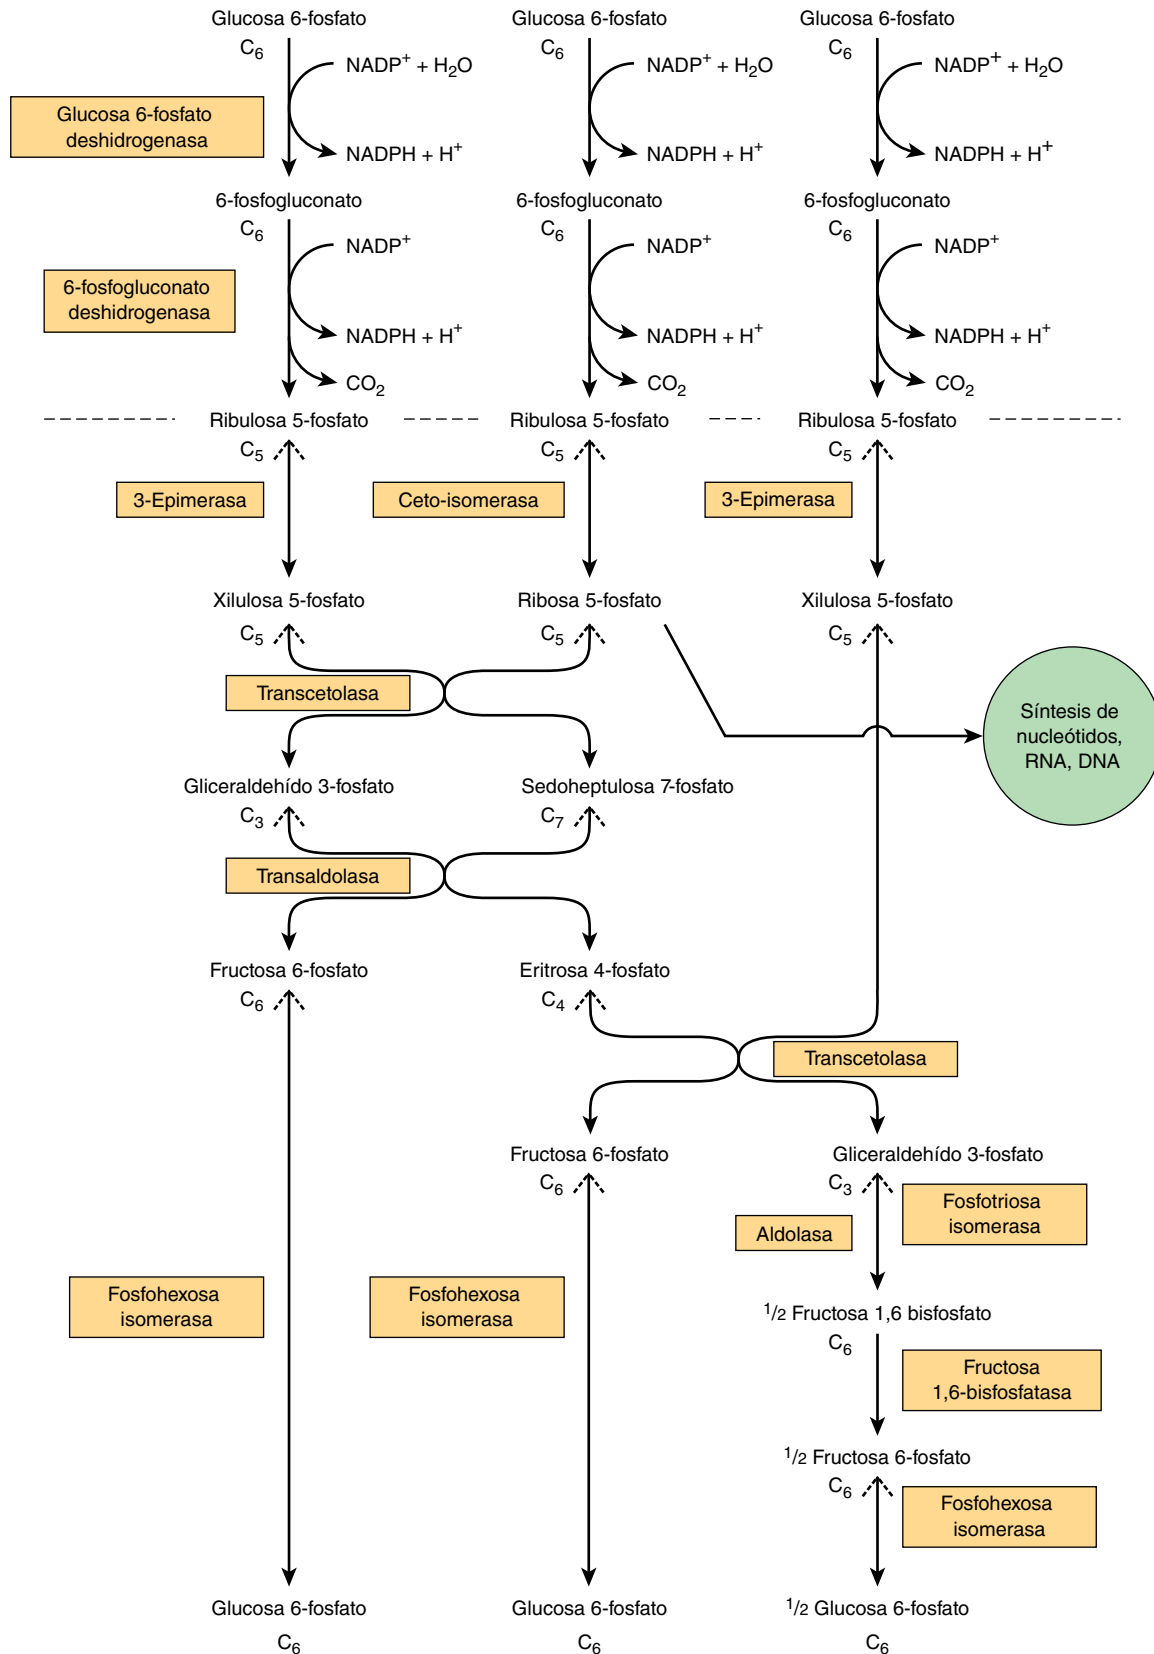 Glucosa 6-fosfato Glucosa 6-fosfato Glucosa 6-fosfato
C6 C6 C6
NADP+ + H2O NADP+ + H2O NADP+ + H2O
Glucosa 6-fosfato
deshidrogenasa
NADPH + H+ NADPH + H+ NADPH + H+
6-fosfogluconato 6-fosfogluconato 6-fosfogluconato
C6 C6 C6
NADP+ NADP+ NADP+
6-fosfogluconato
deshidrogenasa
NADPH + H+ NADPH + H+ NADPH + H+
CO2 CO2 CO2
Ribulosa 5-fosfato Ribulosa 5-fosfato Ribulosa 5-fosfato
C5 C5 C5
3-Epimerasa Ceto-isomerasa 3-Epimerasa
Xilulosa 5-fosfato Ribosa 5-fosfato Xilulosa 5-fosfato
C5 C5 C5
Transcetolasa
Síntesis de
nucleótidos,
RNA, DNA
Gliceraldehído 3-fosfato Sedoheptulosa 7-fosfato
C3 C7
Transaldolasa
Fructosa 6-fosfato Eritrosa 4-fosfato
C6 C4
Transcetolasa
Fructosa 6-fosfato Gliceraldehído 3-fosfato
C6 C3
Fosfotriosa
isomerasa
Aldolasa
Fosfohexosa
isomerasa
Fosfohexosa
isomerasa
1/2 Fructosa 1,6 bisfosfato
C6
Fructosa
1,6-bisfosfatasa
1/2 Fructosa 6-fosfato
C6
Fosfohexosa
isomerasa
Glucosa 6-fosfato Glucosa 6-fosfato 1/2 Glucosa 6-fosfato
C6 C6 C6